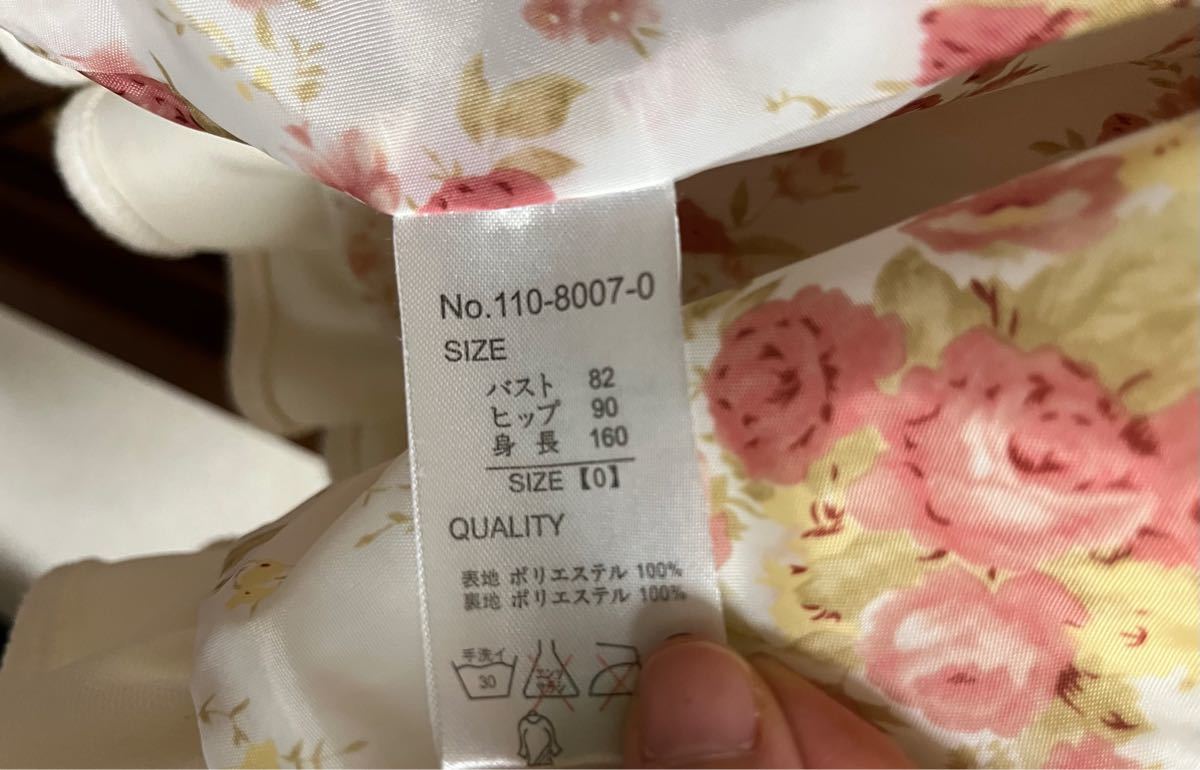 No.110-8007-0
SIZE
バスト 82
ヒップ 90
身長 160
SIZE【0】
QUALITY
表地 ポリエステル 100%
裏地 ポリエステル 100%
手洗イ
30